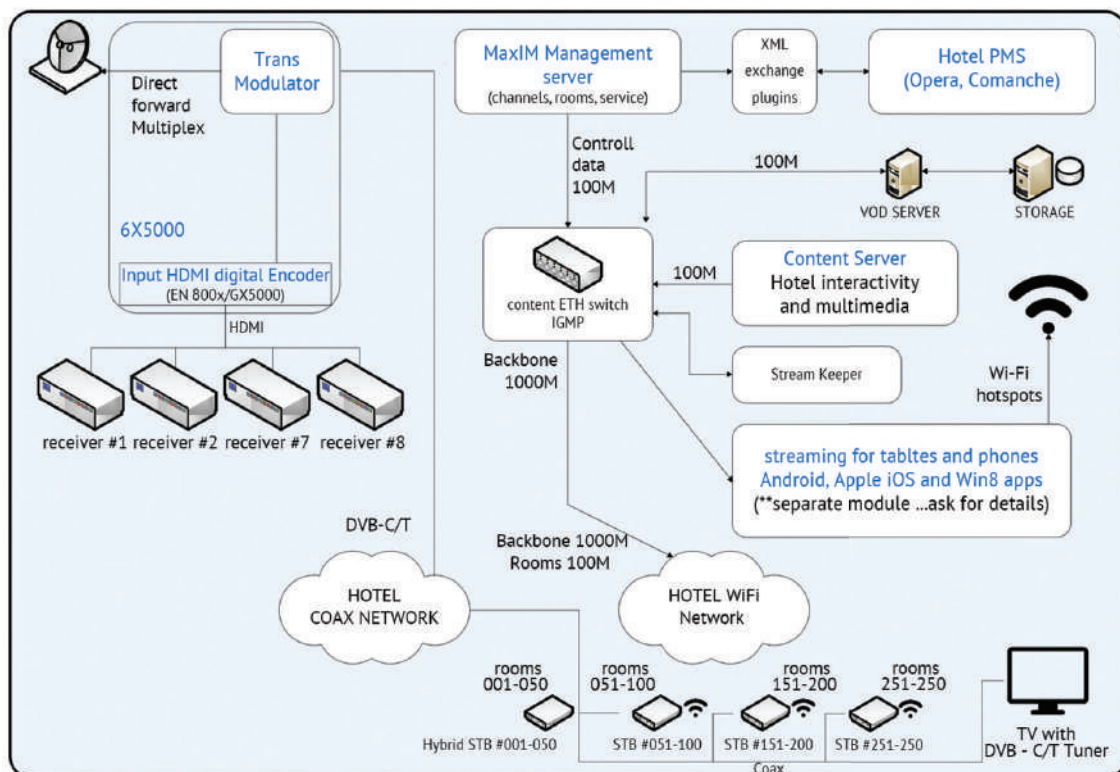 Trans
Modulator
Direct
forward
Multiplex
6X5000
Input HDMI digital Encoder
(EN 800x/GX5000)
HDMI
receiver #1
receiver #2
receiver #7
receiver #8
MaxIM Management
server
(channels, rooms, service)
XML
exchange
plugins
Hotel PMS
(Opera, Comanche)
Controll
data
100M
100M
VOD SERVER
STORAGE
content ETH switch
IGMP
100M
Content Server
Hotel interactivity
and multimedia
Stream Keeper
Wi-Fi
hotspots
Backbone
1000M
streaming for tabltes and phones
Android, Apple iOS and Win8 apps
(**separate module ...ask for details)
DVB-C/T
Backbone 1000M
Rooms 100M
HOTEL
COAX NETWORK
HOTEL WiFi
Network
rooms
001-050
rooms
051-100
rooms
151-200
rooms
251-250
Hybrid STB #001-050
STB #051-100
STB #151-200
STB #251-250
Coax
TV with
DVB - C/T Tuner